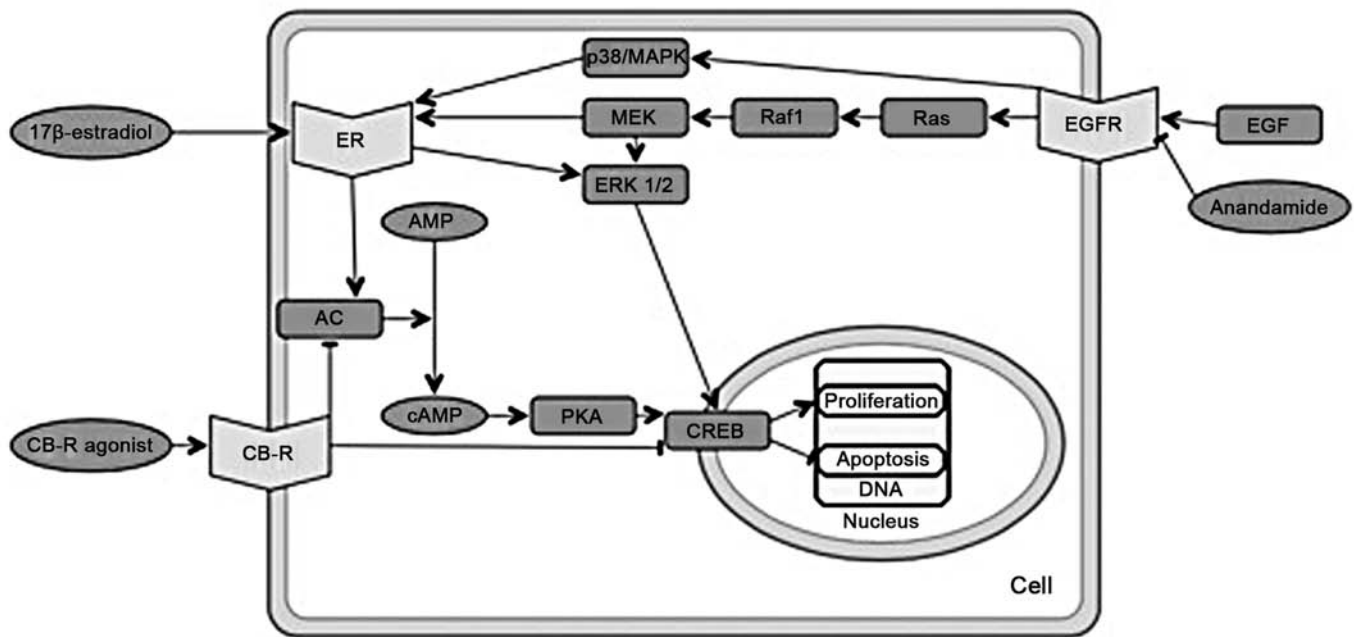 p38/MAPK
17β-estradiol
ER
MEK
Raf1
Ras
EGFR
EGF
ERK 1/2
Anandamide
AMP
AC
cAMP
PKA
CREB
Proliferation
Apoptosis
DNA
Nucleus
CB-R agonist
CB-R
Cell